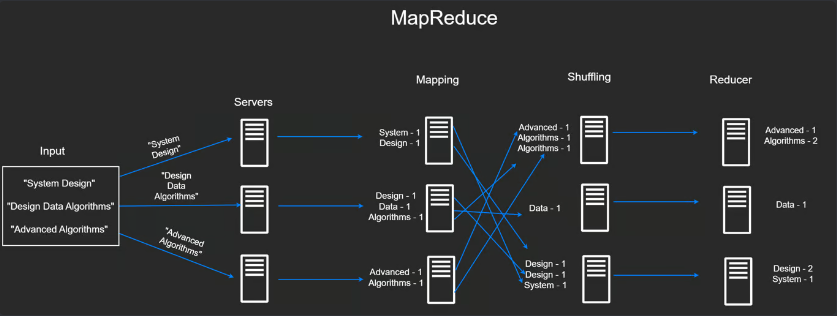 MapReduce
Input
"System Design"
"Design Data Algorithms"
"Advanced Algorithms"
"System
Design"
"Design
Data
Algorithms"
"Advanced
Algorithms"
Servers
Mapping
System - 1
Design - 1
Design - 1
Data - 1
Algorithms - 1
Advanced - 1
Algorithms - 1
Shuffling
Advanced - 1
Algorithms - 1
Algorithms - 1
Data - 1
Design - 1
Design - 1
System - 1
Reducer
Advanced - 1
Algorithms - 2
Data - 1
Design - 2
System - 1